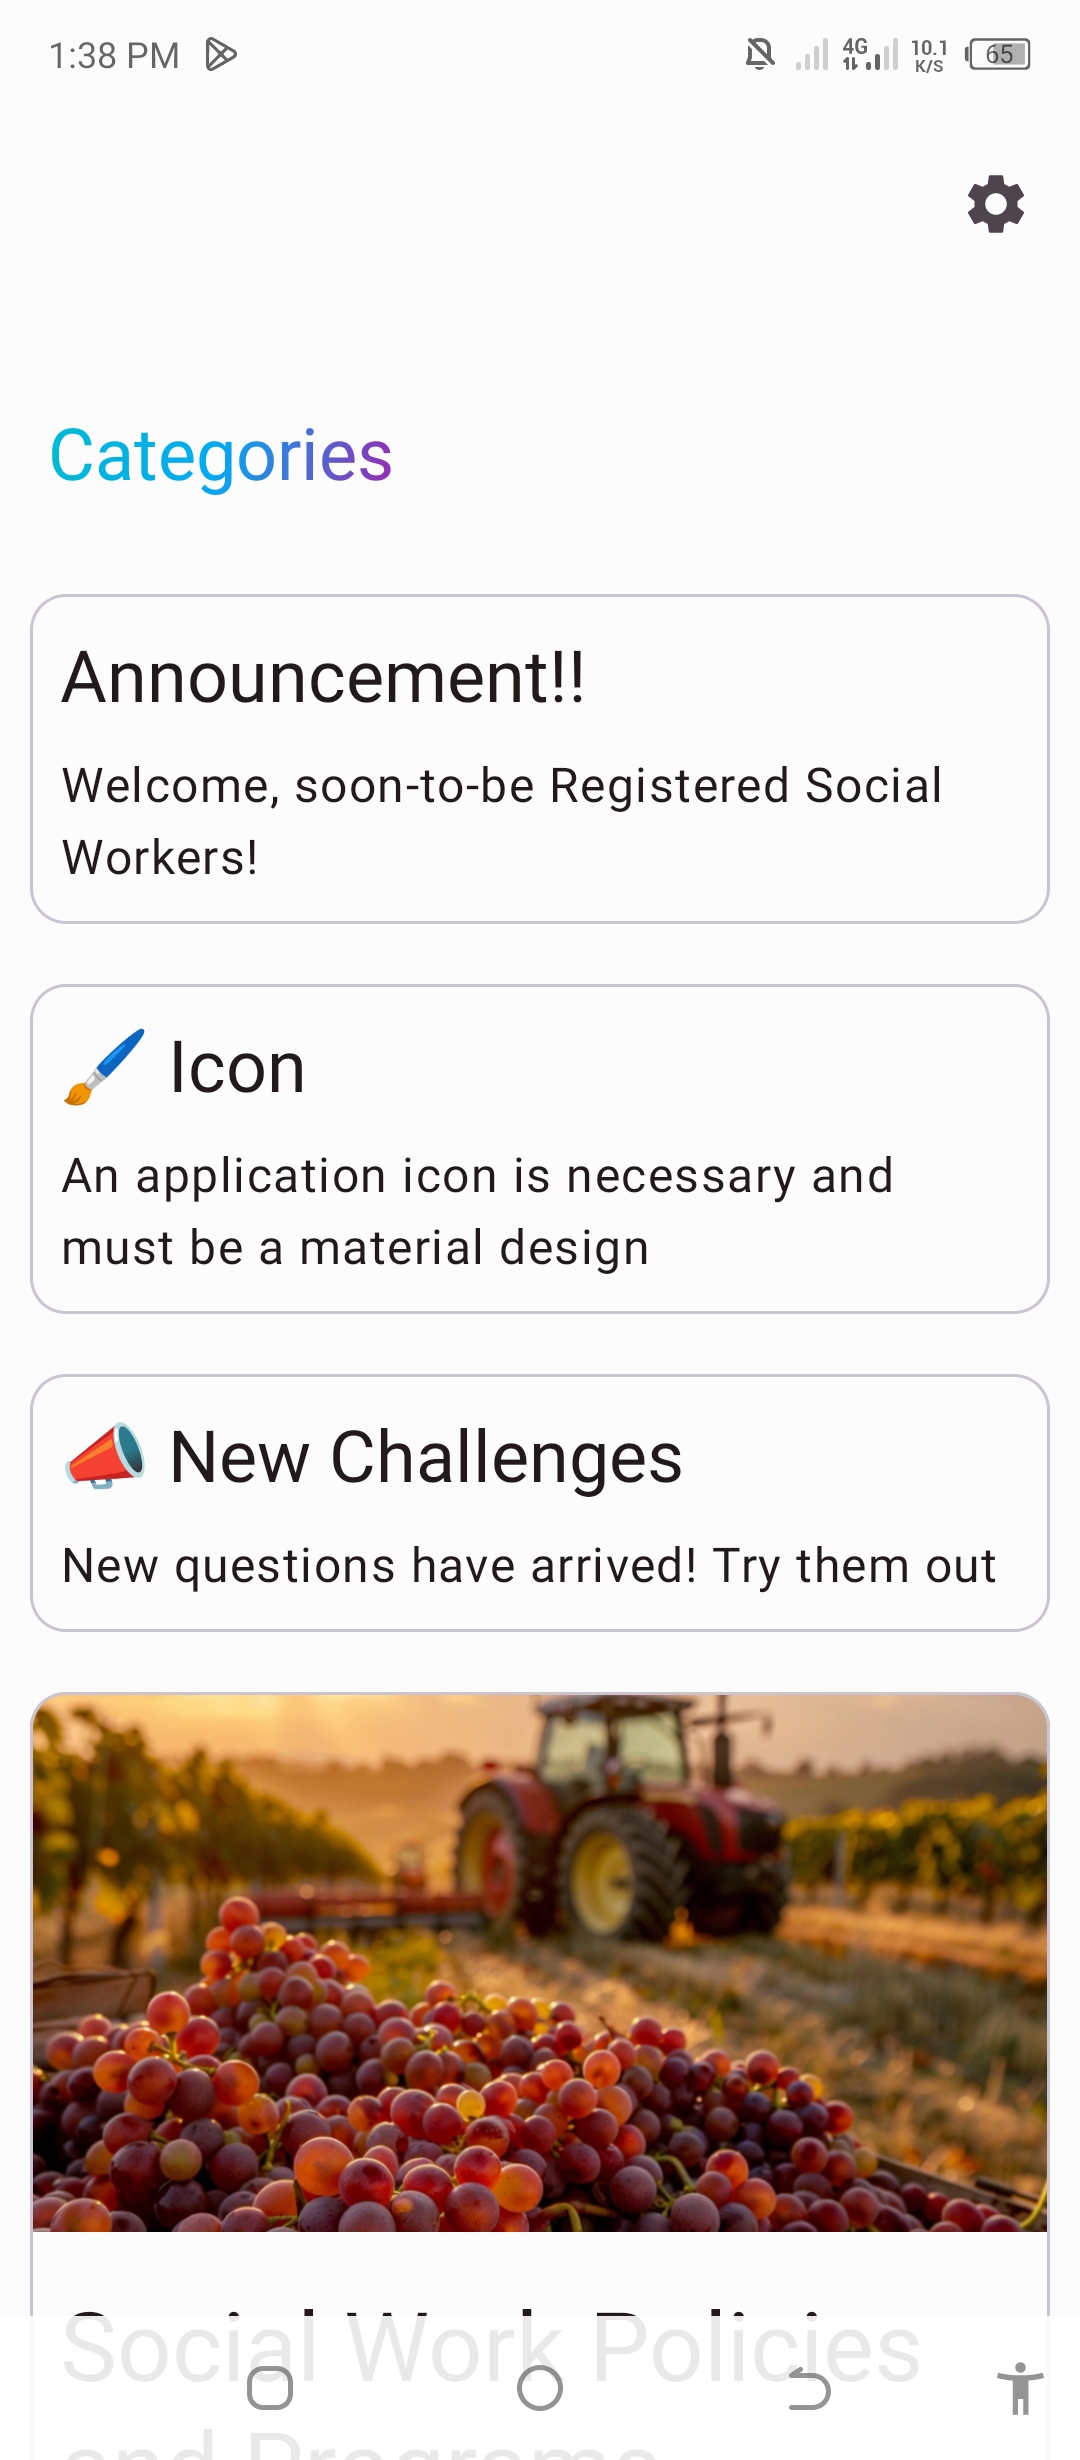 1:38 PM
4G
10.1
K/S
65
Categories
Announcement!!
Welcome, soon-to-be Registered Social
Workers!
🖌️ Icon
An application icon is necessary and
must be a material design
📣 New Challenges
New questions have arrived! Try them out
Social Work Policies
and Programs